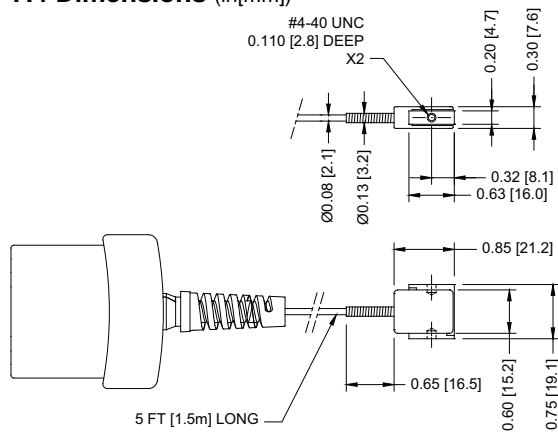 Dimensions (in[mm])
#4-40 UNC
0.110 [2.8] DEEP
X2
0.20 [4.7]
0.30 [7.6]
Ø0.08 [2.1]
Ø0.13 [3.2]
0.32 [8.1]
0.63 [16.0]
0.85 [21.2]
0.65 [16.5]
0.60 [15.2]
0.75 [19.1]
5 FT [1.5m] LONG